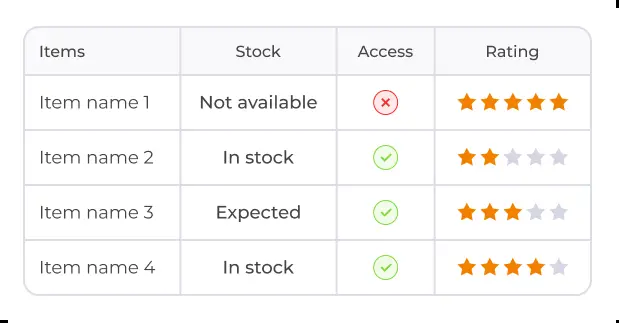 Items Stock Access Rating
Item name 1 Not available
Item name 2 In stock
Item name 3 Expected
Item name 4 In stock